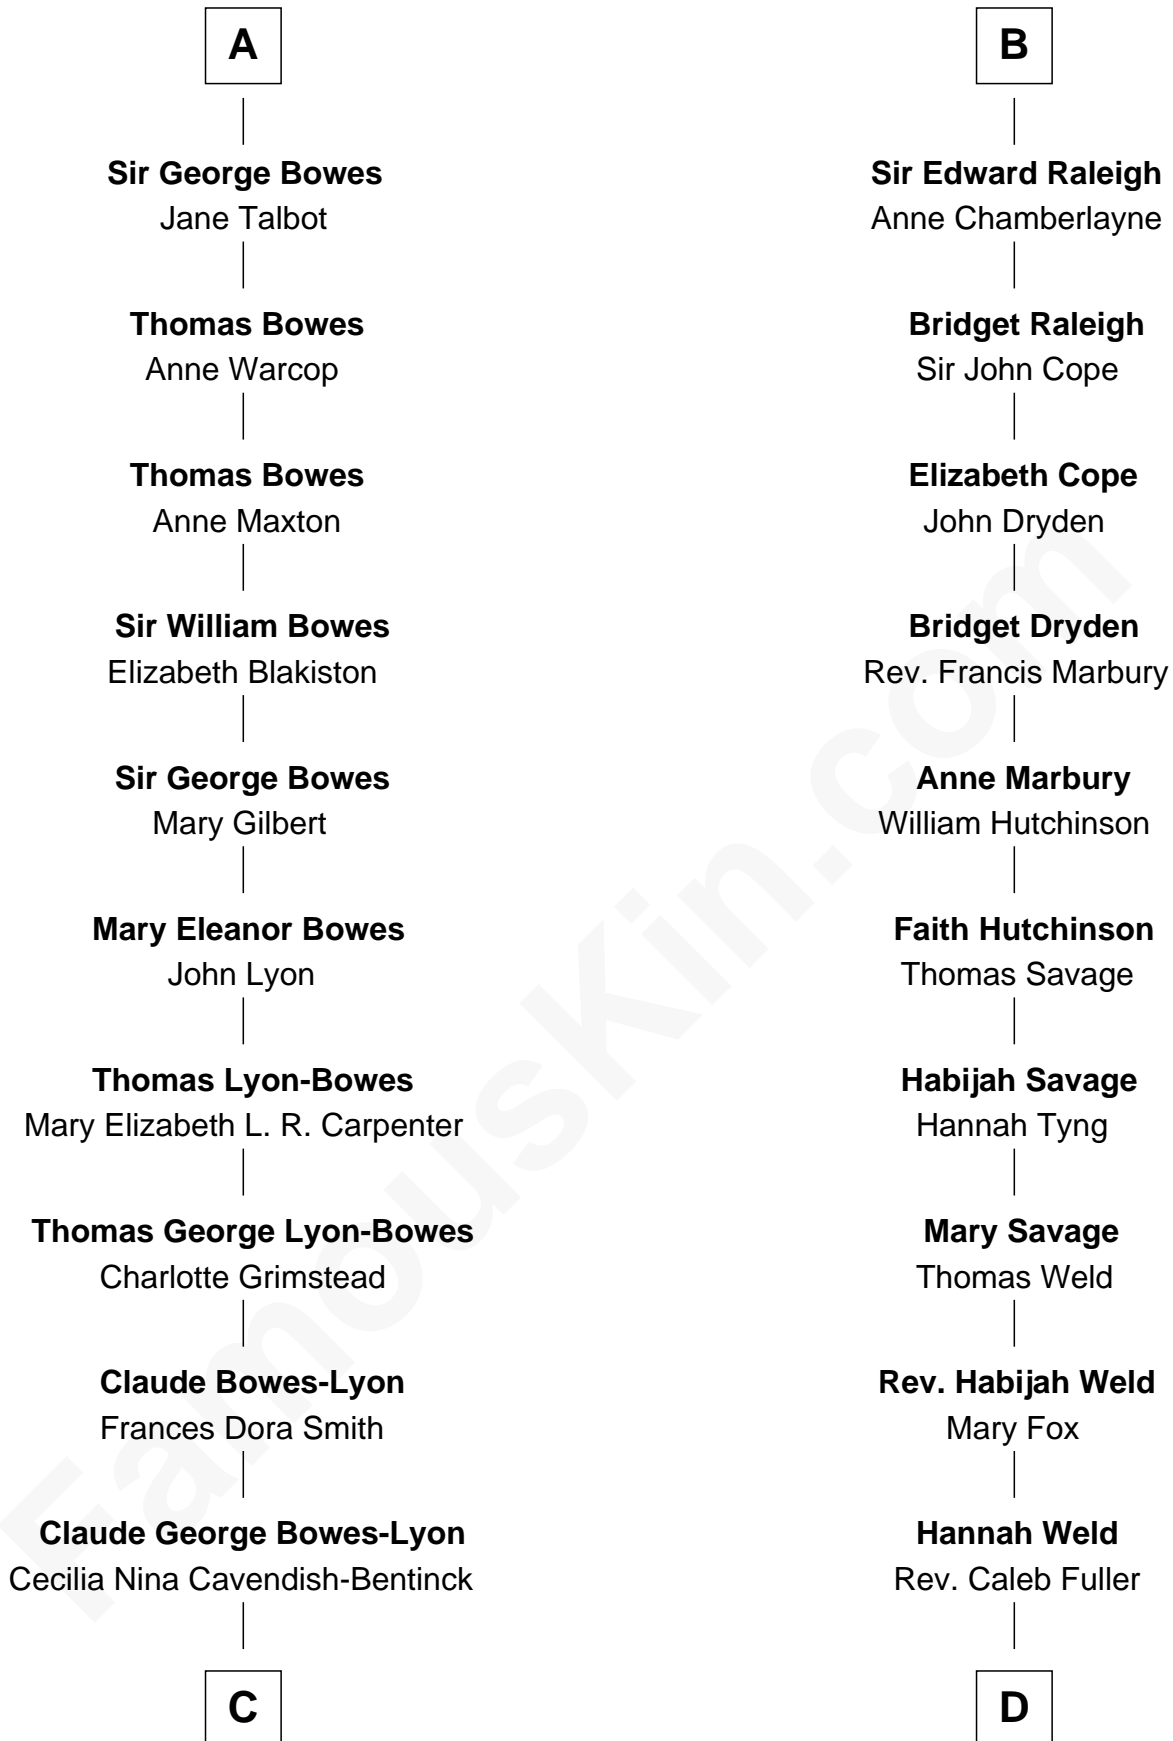 A
Sir George Bowes
Jane Talbot
Thomas Bowes
Anne Warcop
Thomas Bowes
Anne Maxton
Sir William Bowes
Elizabeth Blakiston
Sir George Bowes
Mary Gilbert
Mary Eleanor Bowes
John Lyon
Thomas Lyon-Bowes
Mary Elizabeth L. R. Carpenter
Thomas George Lyon-Bowes
Charlotte Grimstead
Claude Bowes-Lyon
Frances Dora Smith
Claude George Bowes-Lyon
Cecilia Nina Cavendish-Bentinck
C
B
Sir Edward Raleigh
Anne Chamberlayne
Bridget Raleigh
Sir John Cope
Elizabeth Cope
John Dryden
Bridget Dryden
Rev. Francis Marbury
Anne Marbury
William Hutchinson
Faith Hutchinson
Thomas Savage
Habijah Savage
Hannah Tyng
Mary Savage
Thomas Weld
Rev. Habijah Weld
Mary Fox
Hannah Weld
Rev. Caleb Fuller
D
FamousKin.com